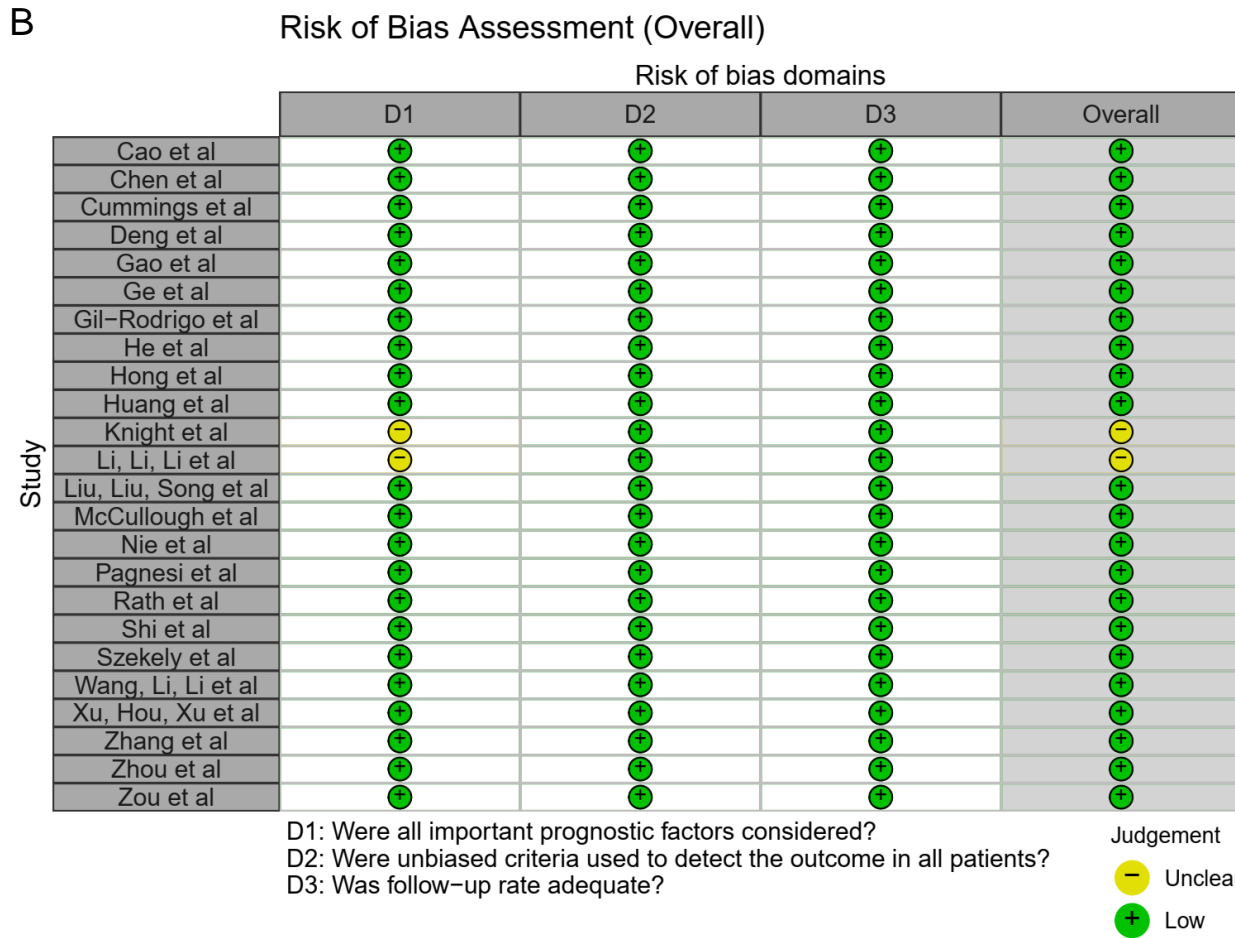 B
Risk of Bias Assessment (Overall)
Risk of bias domains
D1 D2 D3 Overall
Study
Cao et al + + + +
Chen et al + + + +
Cummings et al + + + +
Deng et al + + + +
Gao et al + + + +
Ge et al + + + +
Gil−Rodrigo et al + + + +
He et al + + + +
Hong et al + + + +
Huang et al + + + +
Knight et al − + + −
Li, Li, Li et al − + + −
Liu, Liu, Song et al + + + +
McCullough et al + + + +
Nie et al + + + +
Pagnesi et al + + + +
Rath et al + + + +
Shi et al + + + +
Szekely et al + + + +
Wang, Li, Li et al + + + +
Xu, Hou, Xu et al + + + +
Zhang et al + + + +
Zhou et al + + + +
Zou et al + + + +
D1: Were all important prognostic factors considered?
D2: Were unbiased criteria used to detect the outcome in all patients?
D3: Was follow−up rate adequate?
Judgement
− Unclear
+ Low